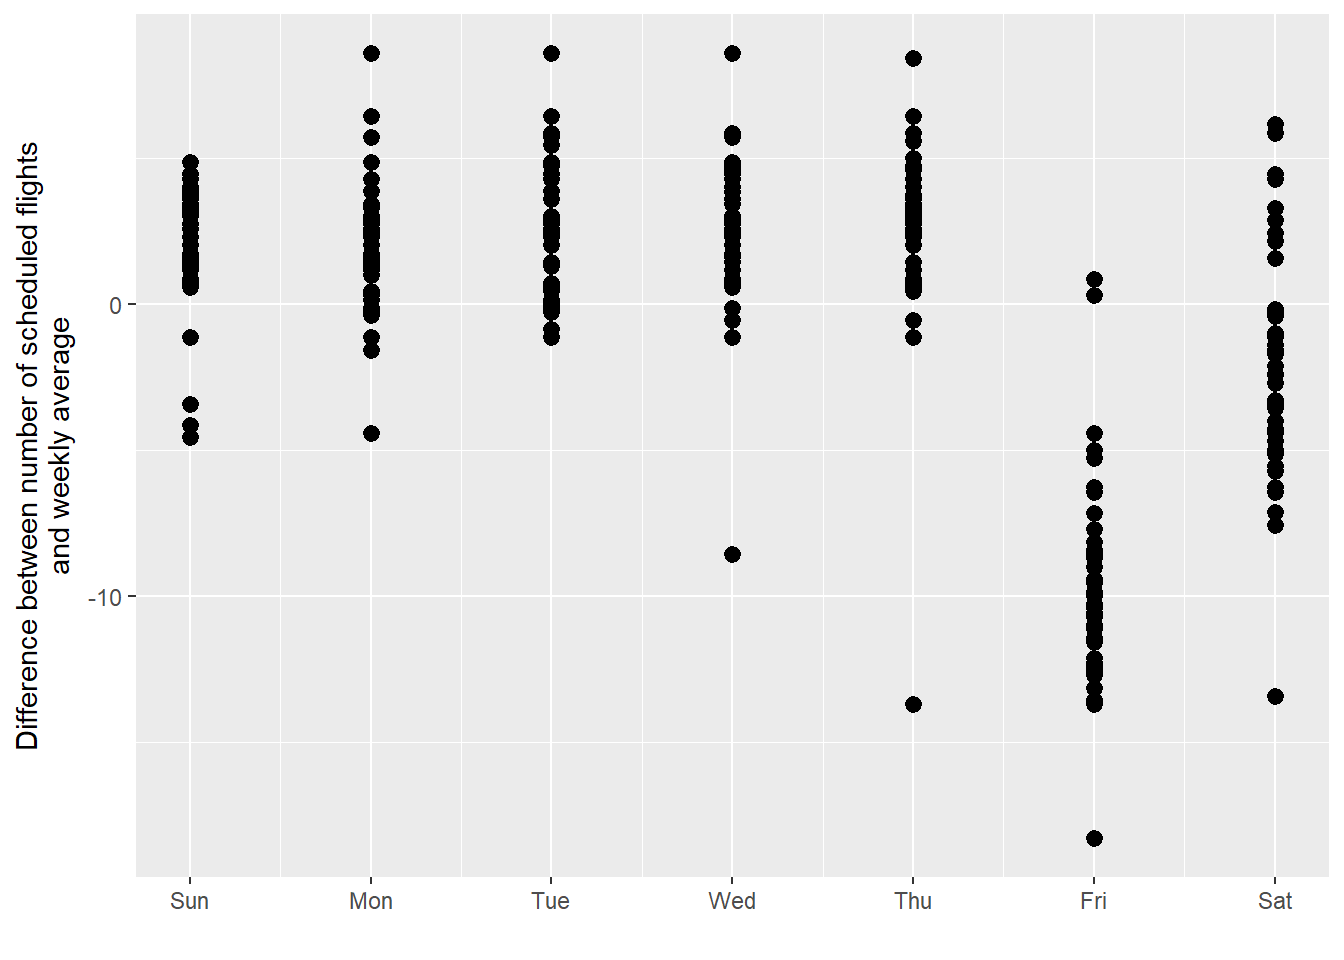 Difference between number of scheduled flights
and weekly average
0
-10
Sun Mon Tue Wed Thu Fri Sat